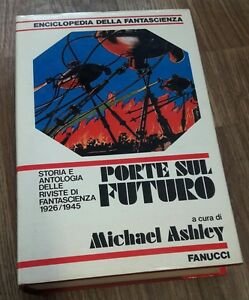 ENCICLOPEDIA DELLA FANTASCIENZA
STORIA E
ANTOLOGIA
DELLE
RIVISTE DI
FANTASCIENZA
1926/1945
PORTE SUL
FUTURO
a cura di
Michael Ashley
FANUCCI